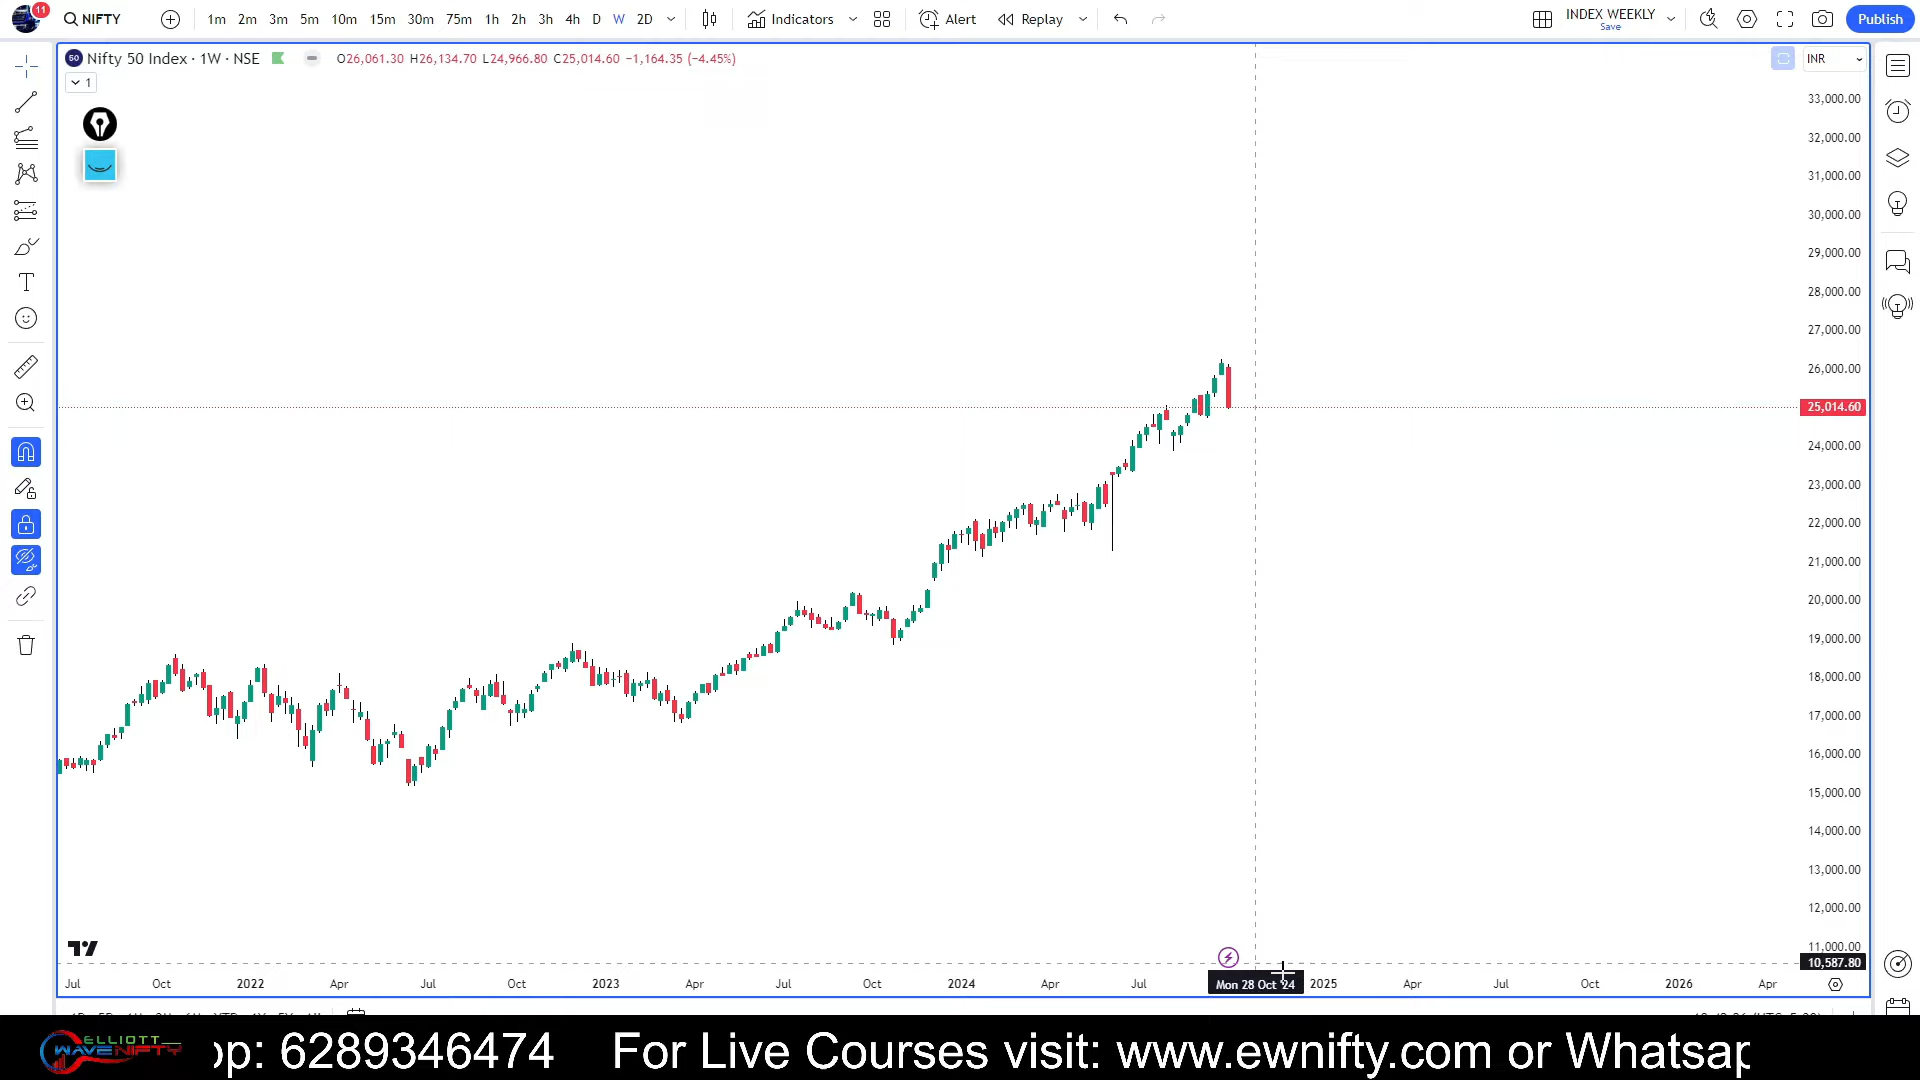 11
NIFTY
1m 2m 3m 5m 10m 15m 30m 75m 1h 2h 3h 4h D W 2D
Indicators
Alert
Replay
INDEX WEEKLY
Save
Publish
50 Nifty 50 Index · 1W · NSE
O26,061.30 H26,134.70 L24,966.80 C25,014.60 −1,164.35 (−4.45%)
INR
1
33,000.00
32,000.00
31,000.00
30,000.00
29,000.00
28,000.00
27,000.00
26,000.00
25,014.60
24,000.00
23,000.00
22,000.00
21,000.00
20,000.00
19,000.00
18,000.00
17,000.00
16,000.00
15,000.00
14,000.00
13,000.00
12,000.00
11,000.00
10,587.80
Jul Oct 2022 Apr Jul Oct 2023 Apr Jul Oct 2024 Apr Jul Mon 28 Oct '24 2025 Apr Jul Oct 2026 Apr
ELLIOTT
WAVENIFTY
pp: 6289346474 For Live Courses visit: www.ewnifty.com or Whatsap